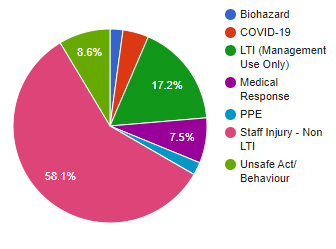 8.6%
17.2%
7.5%
58.1%
Biohazard
COVID-19
LTI (Management
Use Only)
Medical
Response
PPE
Staff Injury - Non
LTI
Unsafe Act/
Behaviour